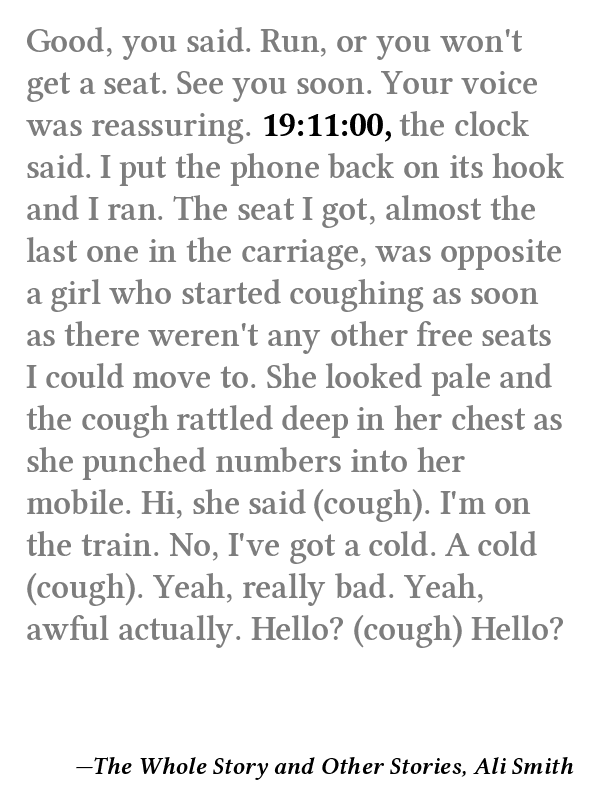 Good, you said. Run, or you won't
get a seat. See you soon. Your voice
was reassuring. 19:11:00, the clock
said. I put the phone back on its hook
and I ran. The seat I got, almost the
last one in the carriage, was opposite
a girl who started coughing as soon
as there weren't any other free seats
I could move to. She looked pale and
the cough rattled deep in her chest as
she punched numbers into her
mobile. Hi, she said (cough). I'm on
the train. No, I've got a cold. A cold
(cough). Yeah, really bad. Yeah,
awful actually. Hello? (cough) Hello?
—The Whole Story and Other Stories, Ali Smith